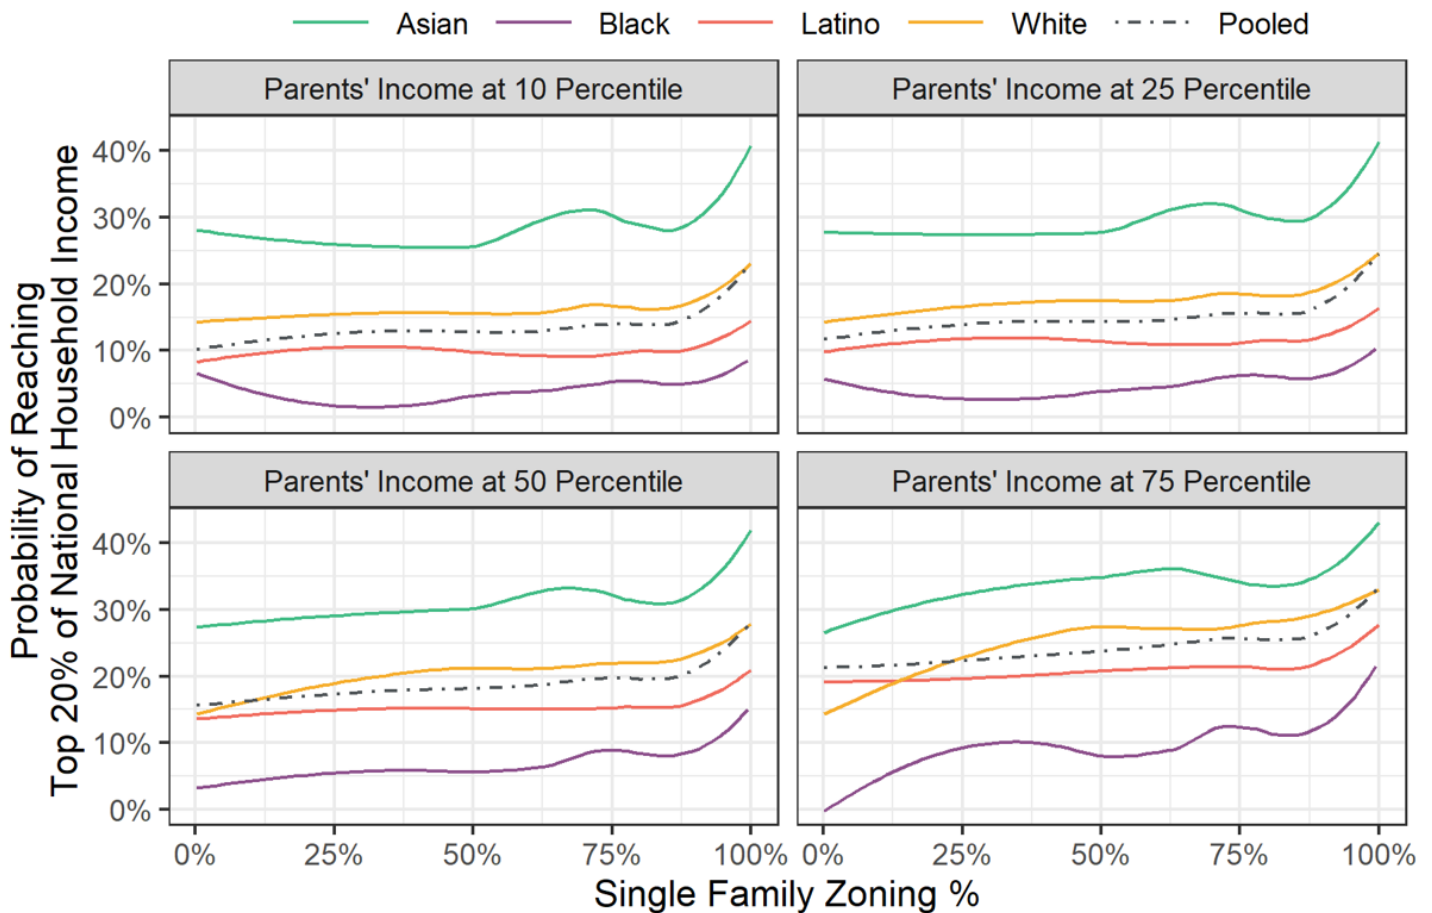 Asian Black Latino White Pooled
Parents' Income at 10 Percentile
Parents' Income at 25 Percentile
40%
30%
20%
10%
0%
Parents' Income at 50 Percentile
Parents' Income at 75 Percentile
40%
30%
20%
10%
0%
Probability of Reaching
Top 20% of National Household Income
0% 25% 50% 75% 100% 0% 25% 50% 75% 100%
Single Family Zoning %